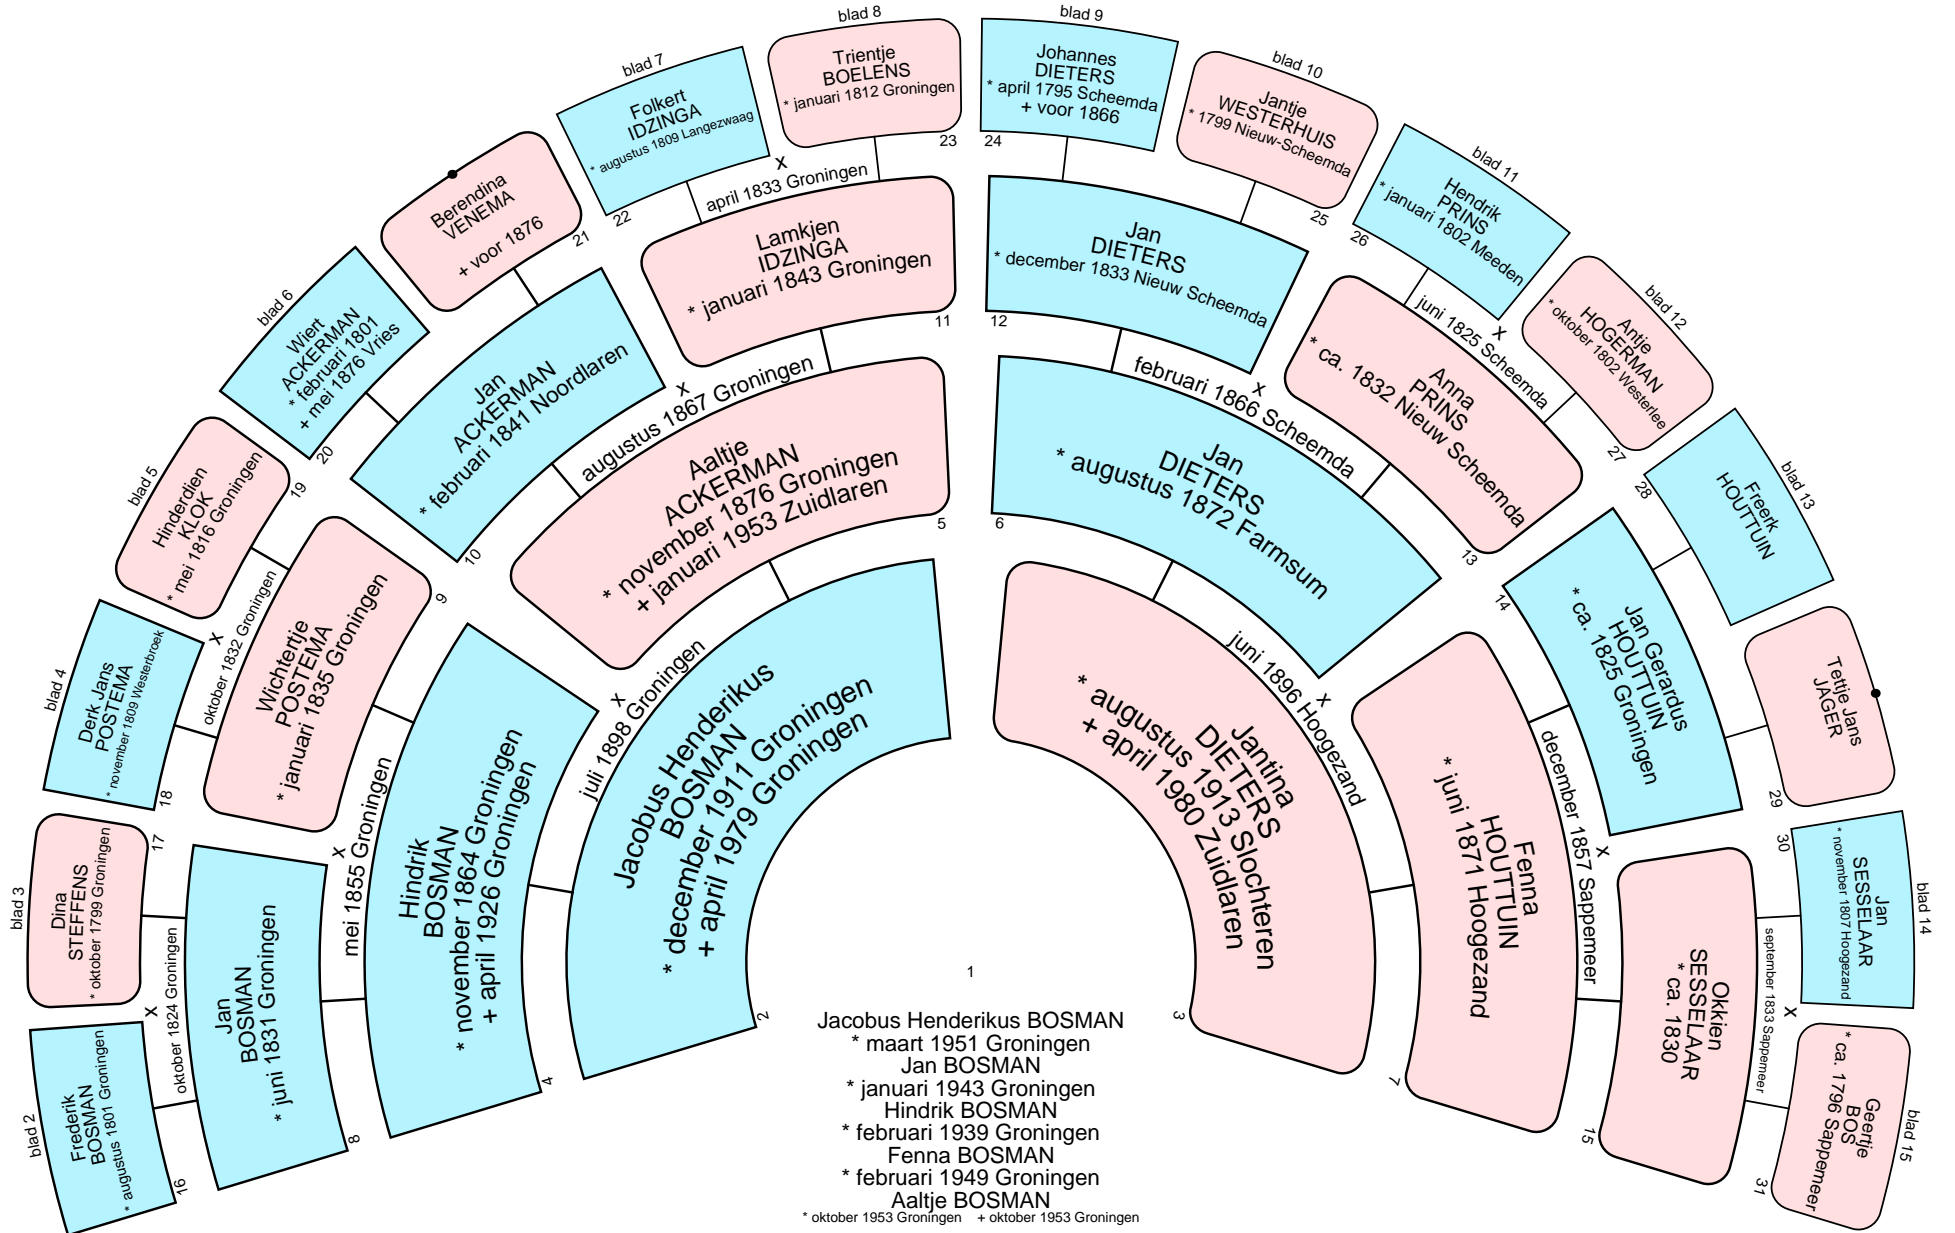 blad 2
Frederik
BOSMAN
* augustus 1801 Groningen
16
x
oktober 1824 Groningen
blad 3
Dina
STEFFENS
* oktober 1799 Groningen
17
blad 4
Derk Jans
POSTEMA
* november 1809 Westerbroek
18
x
oktober 1832 Groningen
blad 5
Hinderdien
KLOK
* mei 1816 Groningen
19
blad 6
Wiert
ACKERMAN
* februari 1801
+ mei 1876 Vries
20
Berendina
VENEMA
+ voor 1876
21
blad 7
Folkert
IDZINGA
* augustus 1809 Langezwaag
22
x
april 1833 Groningen
blad 8
Trientje
BOELENS
* januari 1812 Groningen
23
blad 9
Johannes
DIETERS
* april 1795 Scheemda
+ voor 1866
24
blad 10
Jantje
WESTERHUIS
* 1799 Nieuw-Scheemda
25
blad 11
Hendrik
PRINS
* januari 1802 Meeden
26
x
juni 1825 Scheemda
blad 12
Antje
HOGERMAN
* oktober 1802 Westerlee
27
blad 13
Freerk
HOUTTUIN
28
Tettje Jans
JAGER
29
blad 14
Jan
SESSELAAR
* november 1807 Hoogezand
30
x
september 1833 Sappemeer
blad 15
Geertje
BOS
* ca. 1796 Sappemeer
31
Jan
BOSMAN
* juni 1831 Groningen
8
x
mei 1855 Groningen
Wichtertje
POSTEMA
* januari 1835 Groningen
9
Jan
ACKERMAN
* februari 1841 Noordlaren
10
x
augustus 1867 Groningen
Lamkjen
IDZINGA
* januari 1843 Groningen
11
Jan
DIETERS
* december 1833 Nieuw Scheemda
12
x
februari 1866 Scheemda
Anna
PRINS
* ca. 1832 Nieuw Scheemda
13
Jan Gerardus
HOUTTUIN
* ca. 1825 Groningen
14
x
december 1857 Sappemeer
Okkien
SESSELAAR
* ca. 1830
15
Hindrik
BOSMAN
* november 1864 Groningen
+ april 1926 Groningen
4
x
juli 1898 Groningen
Aaltje
ACKERMAN
* november 1876 Groningen
+ januari 1953 Zuidlaren
5
Jan
DIETERS
* augustus 1872 Farmsum
6
x
juni 1896 Hoogezand
Fenna
HOUTTUIN
* juni 1871 Hoogezand
7
Jacobus Henderikus
BOSMAN
* december 1911 Groningen
+ april 1979 Groningen
2
Jantina
DIETERS
* augustus 1913 Slochteren
+ april 1980 Zuidlaren
3
1
Jacobus Henderikus BOSMAN
* maart 1951 Groningen
Jan BOSMAN
* januari 1943 Groningen
Hindrik BOSMAN
* februari 1939 Groningen
Fenna BOSMAN
* februari 1949 Groningen
Aaltje BOSMAN
* oktober 1953 Groningen + oktober 1953 Groningen